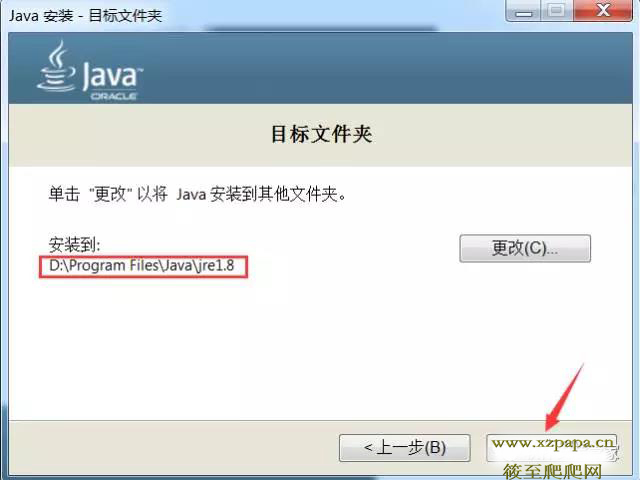 Java 安装 - 目标文件夹
Java
ORACLE
目标文件夹
单击 "更改" 以将 Java 安装到其他文件夹。
安装到:
更改(C)...
D:\Program Files\Java\jre1.8
< 上一步(B)
www.xzpapa.cn
筱至爬爬网